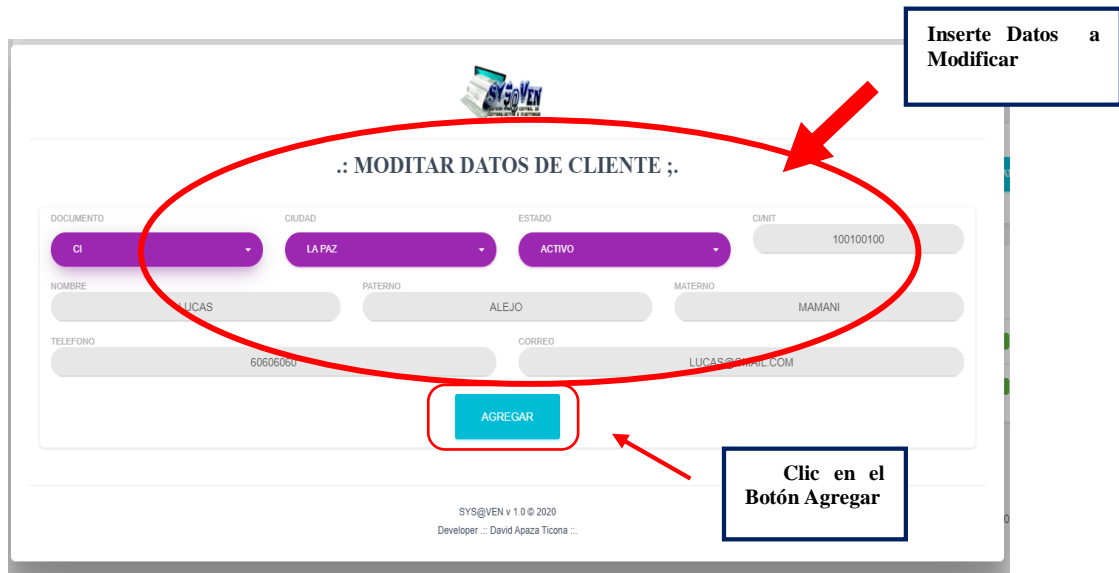 Inserte Datos a
Modificar
SYS@VEN
.: MODITAR DATOS DE CLIENTE ;.
DOCUMENTO CIUDAD ESTADO CI/NIT
CI LA PAZ ACTIVO 100100100
NOMBRE PATERNO MATERNO
LUCAS ALEJO MAMANI
TELEFONO CORREO
60606060 LUCAS@GMAIL.COM
AGREGAR
Clic en el
Botón Agregar
SYS@VEN v 1.0 © 2020
Developer .:: David Apaza Ticona ::.